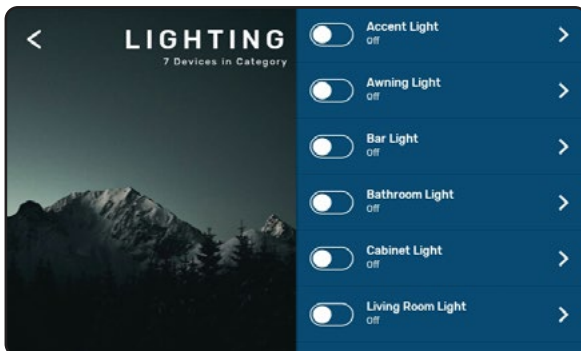 LIGHTING
7 Devices in Category
Accent Light
Off
Awning Light
Off
Bar Light
Off
Bathroom Light
Off
Cabinet Light
Off
Living Room Light
Off